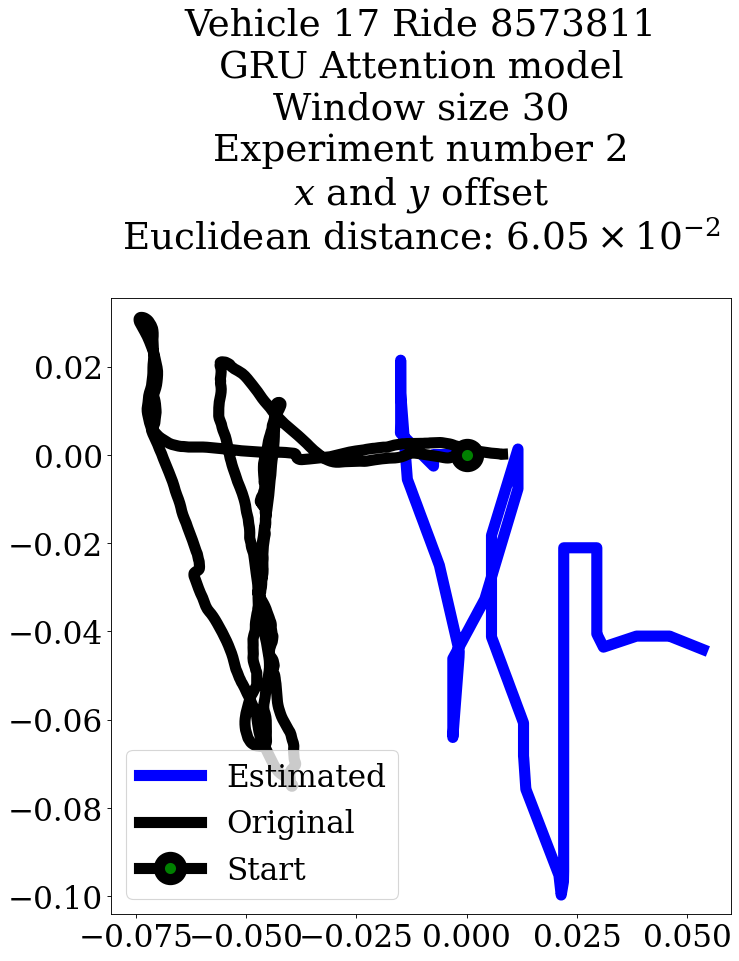 Vehicle 17 Ride 8573811
GRU Attention model
Window size 30
Experiment number 2
x and y offset
Euclidean distance: 6.05 × 10⁻²
0.02
0.00
−0.02
−0.04
−0.06
−0.08
−0.10
Estimated
Original
Start
−0.075 −0.050 −0.025 0.000 0.025 0.050